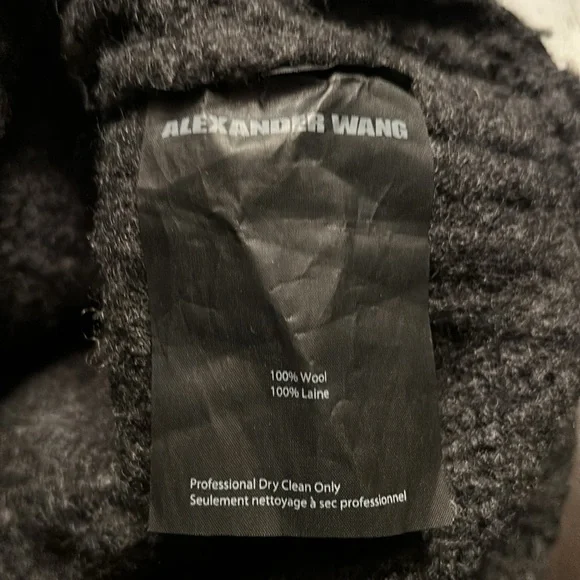 ALEXANDER WANG
100% Wool
100% Laine
Professional Dry Clean Only
Seulement nettoyage à sec professionnel